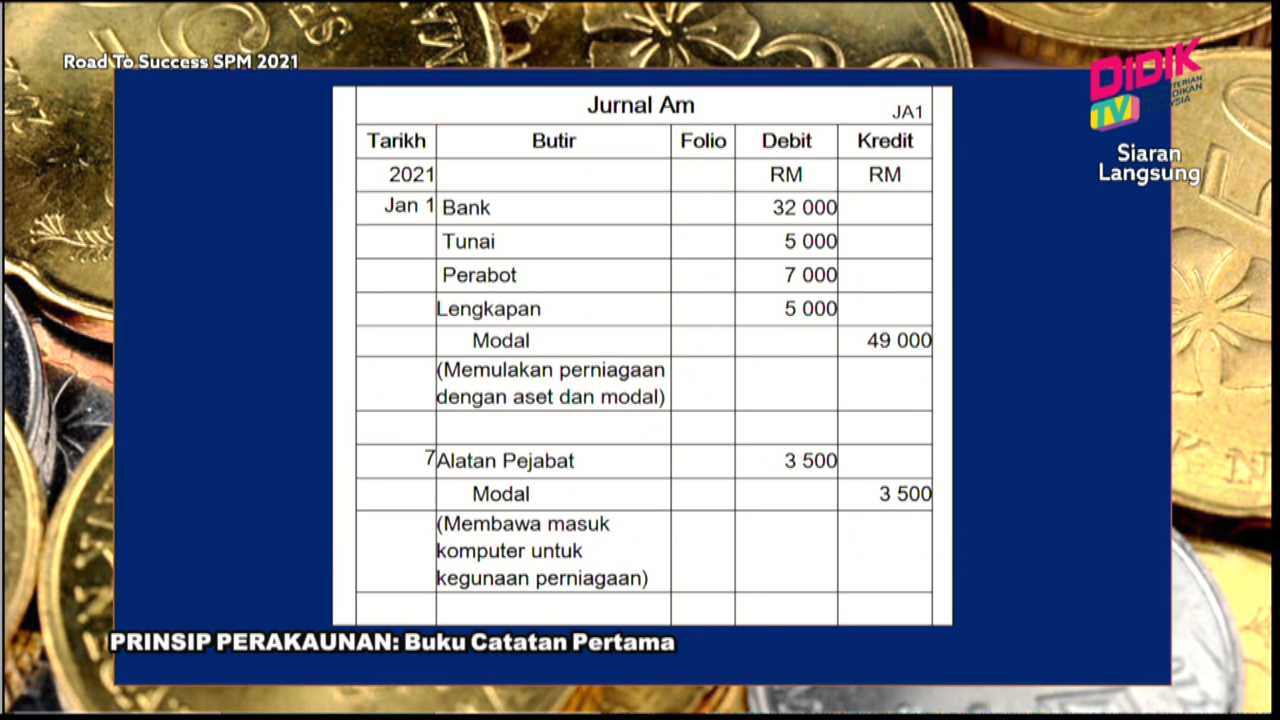 Road To Success SPM 2021
DIDIK
TV
KEMENTERIAN
PENDIDIKAN
MALAYSIA
Siaran
Langsung
Jurnal Am JA1
Tarikh Butir Folio Debit Kredit
2021 RM RM
Jan 1 Bank 32 000
Tunai 5 000
Perabot 7 000
Lengkapan 5 000
Modal 49 000
(Memulakan perniagaan
dengan aset dan modal)
7 Alatan Pejabat 3 500
Modal 3 500
(Membawa masuk
komputer untuk
kegunaan perniagaan)
PRINSIP PERAKAUNAN: Buku Catatan Pertama